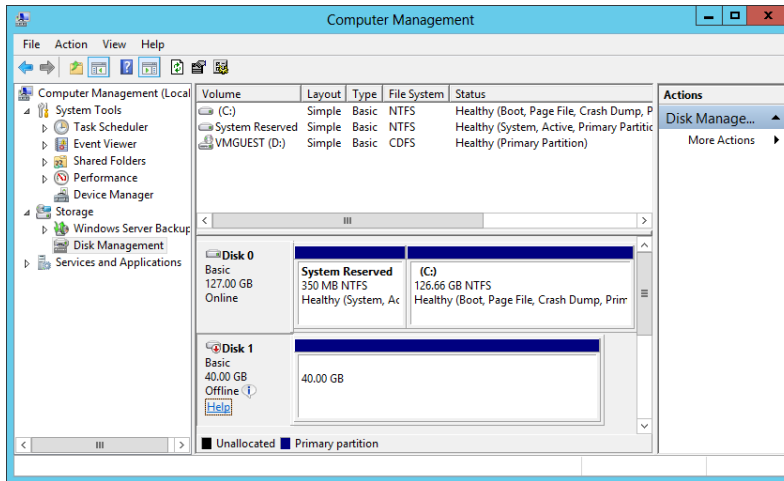 Computer Management
File Action View Help
Computer Management (Local
System Tools
Task Scheduler
Event Viewer
Shared Folders
Performance
Device Manager
Storage
Windows Server Backup
Disk Management
Services and Applications
Volume Layout Type File System Status
(C:) Simple Basic NTFS Healthy (Boot, Page File, Crash Dump, P
System Reserved Simple Basic NTFS Healthy (System, Active, Primary Partitic
VMGUEST (D:) Simple Basic CDFS Healthy (Primary Partition)
Disk 0
Basic
127.00 GB
Online
System Reserved
350 MB NTFS
Healthy (System, Ac
(C:)
126.66 GB NTFS
Healthy (Boot, Page File, Crash Dump, Prim
Disk 1
Basic
40.00 GB
Offline
Help
40.00 GB
Unallocated Primary partition
Actions
Disk Manage...
More Actions